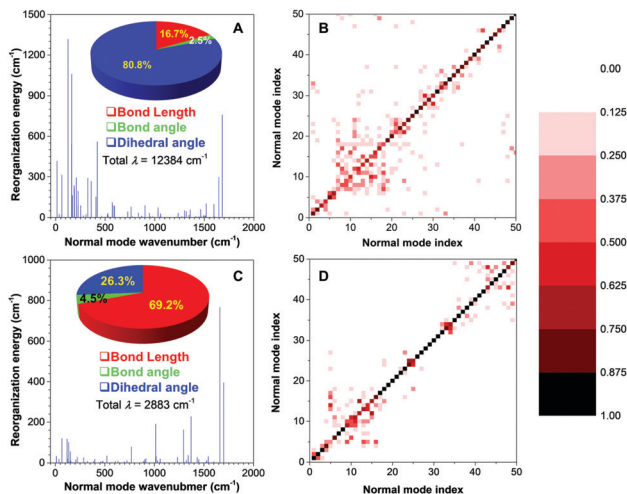 A
1500
1200
900
600
300
0
Reorganization energy (cm⁻¹)
16.7%
2.5%
80.8%
❑Bond Length
❑Bond angle
❑Dihedral angle
Total λ = 12384 cm⁻¹
0 500 1000 1500 2000
Normal mode wavenumber (cm⁻¹)
B
50
40
30
20
10
0
Normal mode index
0 10 20 30 40 50
Normal mode index
C
1000
800
600
400
200
0
Reorganization energy (cm⁻¹)
26.3%
4.5%
69.2%
❑Bond Length
❑Bond angle
❑Dihedral angle
Total λ = 2883 cm⁻¹
0 500 1000 1500 2000
Normal mode wavenumber (cm⁻¹)
D
50
40
30
20
10
0
Normal mode index
0 10 20 30 40 50
Normal mode index
0.00
0.125
0.250
0.375
0.500
0.625
0.750
0.875
1.00